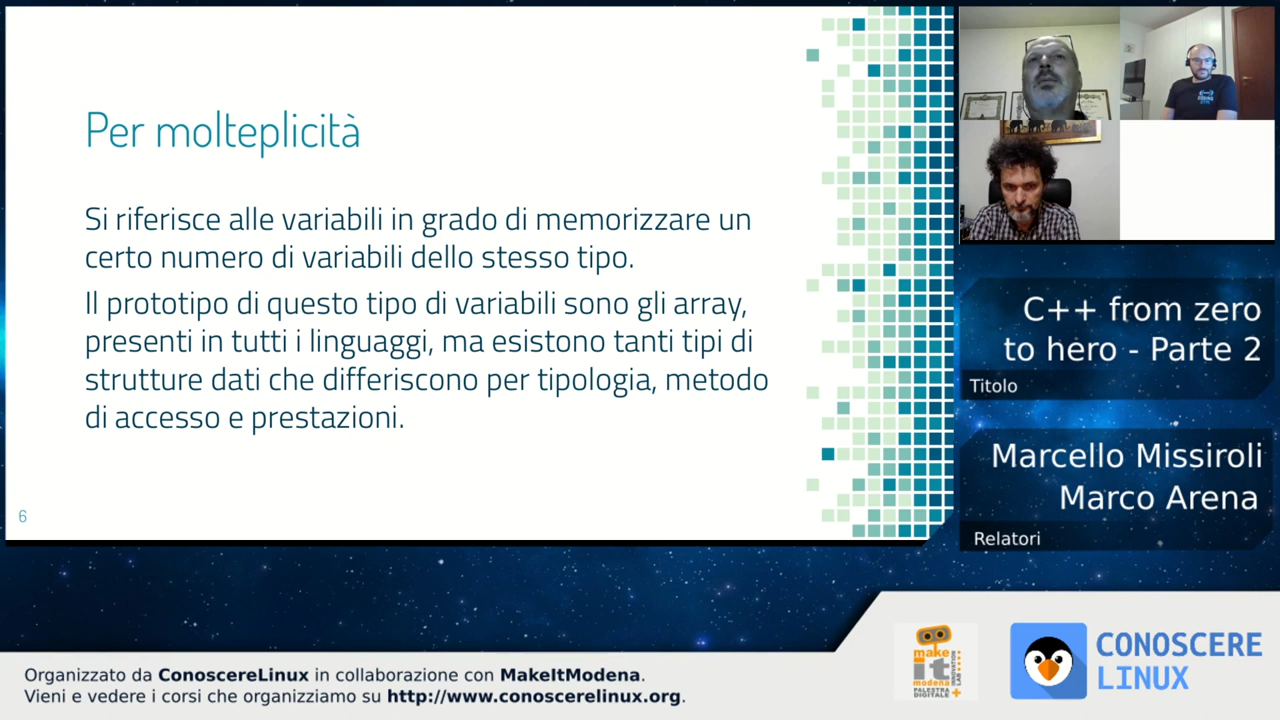 Per molteplicità
Si riferisce alle variabili in grado di memorizzare un
certo numero di variabili dello stesso tipo.
Il prototipo di questo tipo di variabili sono gli array,
presenti in tutti i linguaggi, ma esistono tanti tipi di
strutture dati che differiscono per tipologia, metodo
di accesso e prestazioni.
6
C++ from zero
to hero - Parte 2
Titolo
Marcello Missiroli
Marco Arena
Relatori
make
it
modena
PALESTRA
DIGITALE
INNOVATION
LAB
CONOSCERE
LINUX
Organizzato da ConoscereLinux in collaborazione con MakeItModena.
Vieni e vedere i corsi che organizziamo su http://www.conoscerelinux.org.